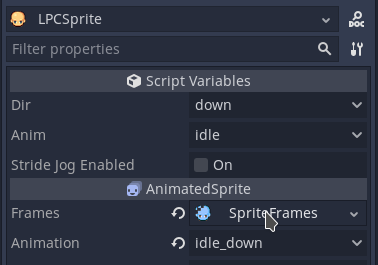 LPCSprite
DOC
Filter properties
Script Variables
Dir down
Anim idle
Stride Jog Enabled On
AnimatedSprite
Frames SpriteFrames
Animation idle_down